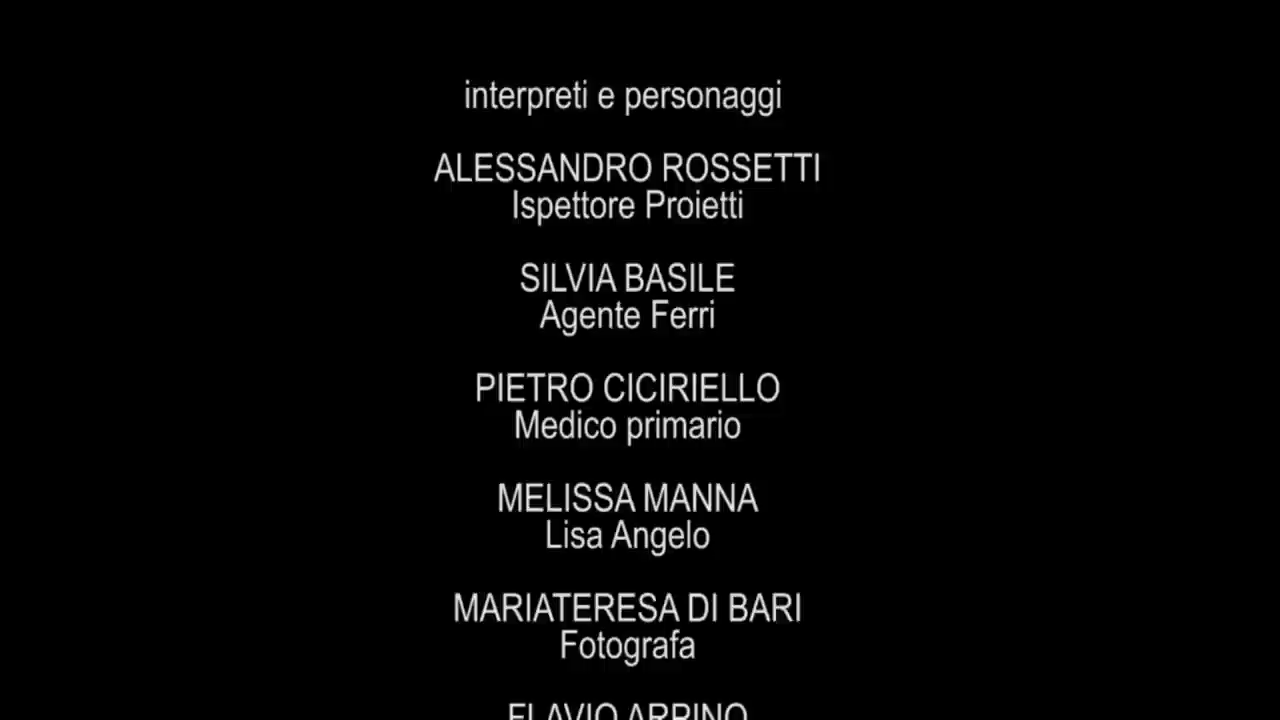 interpreti e personaggi
ALESSANDRO ROSSETTI
Ispettore Proietti
SILVIA BASILE
Agente Ferri
PIETRO CICIRIELLO
Medico primario
MELISSA MANNA
Lisa Angelo
MARIATERESA DI BARI
Fotografa
FLAVIO